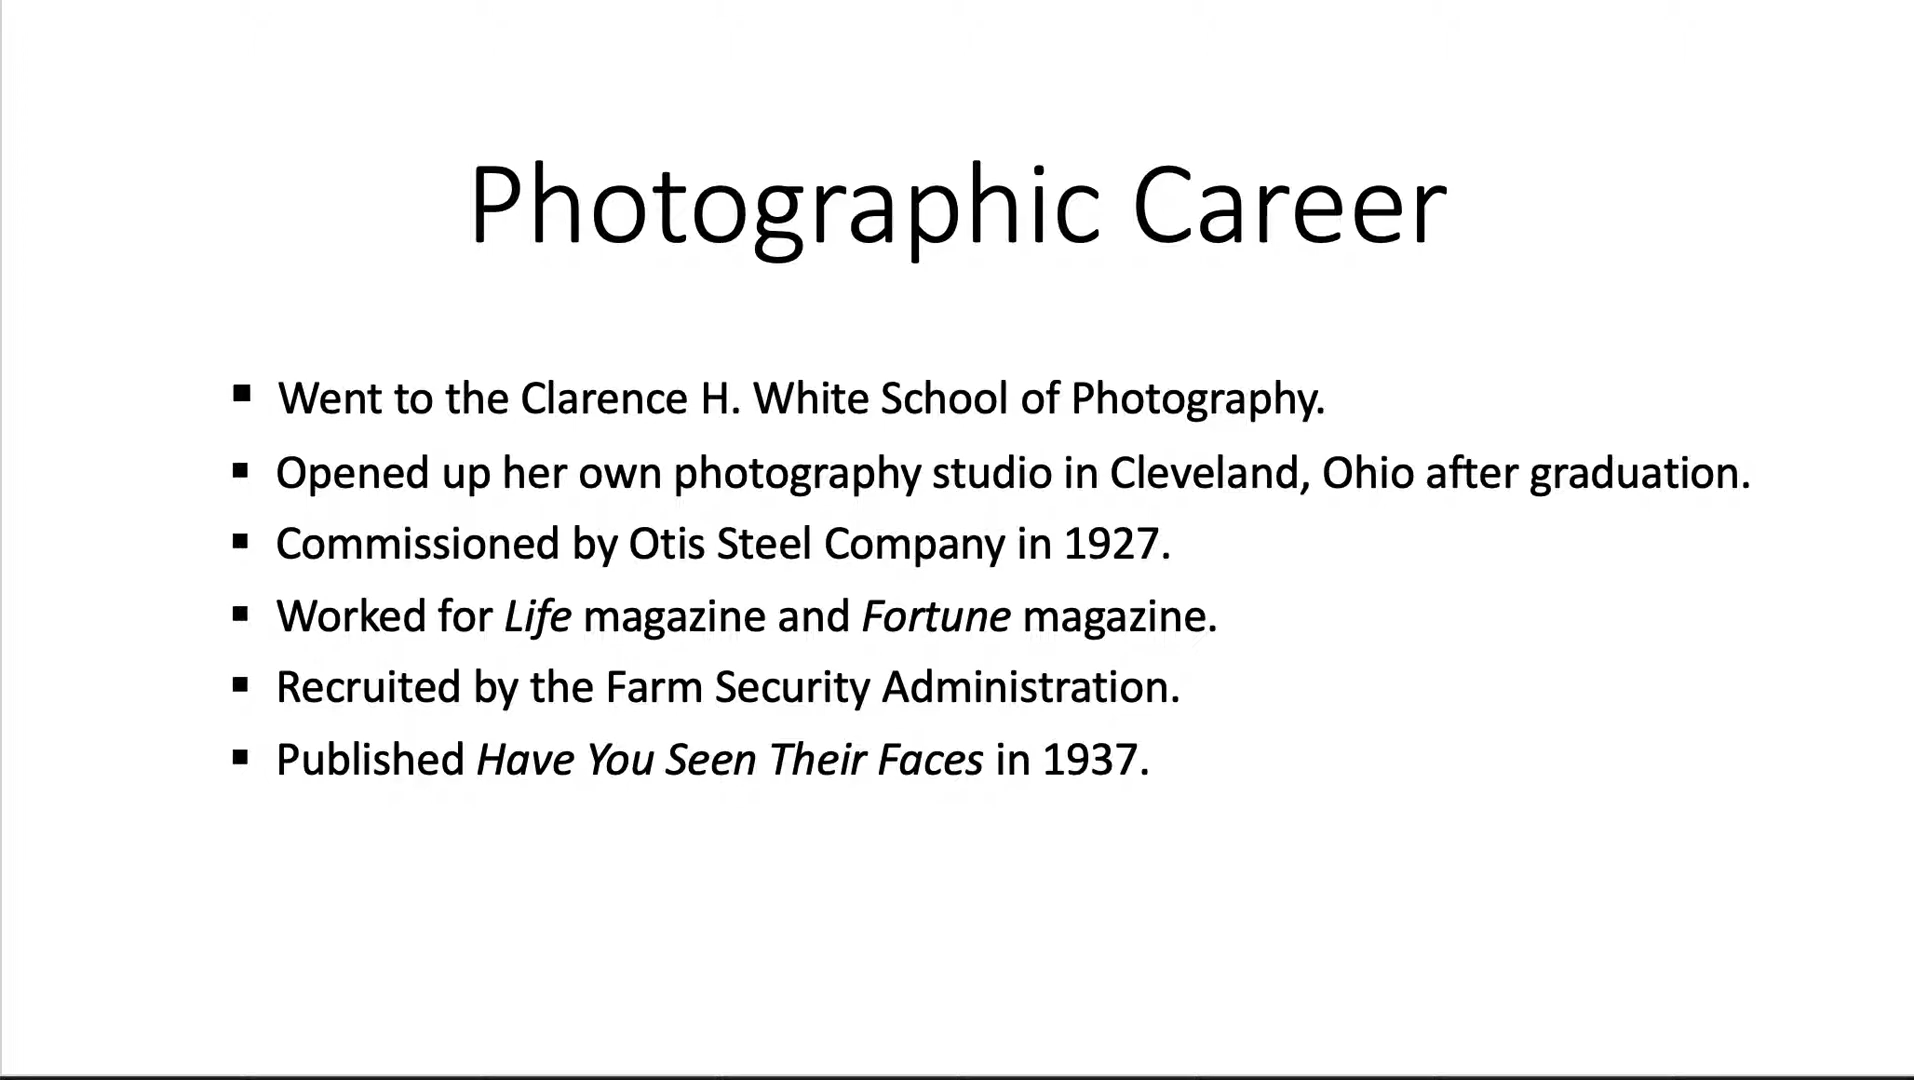 Photographic Career
▪ Went to the Clarence H. White School of Photography.
▪ Opened up her own photography studio in Cleveland, Ohio after graduation.
▪ Commissioned by Otis Steel Company in 1927.
▪ Worked for Life magazine and Fortune magazine.
▪ Recruited by the Farm Security Administration.
▪ Published Have You Seen Their Faces in 1937.